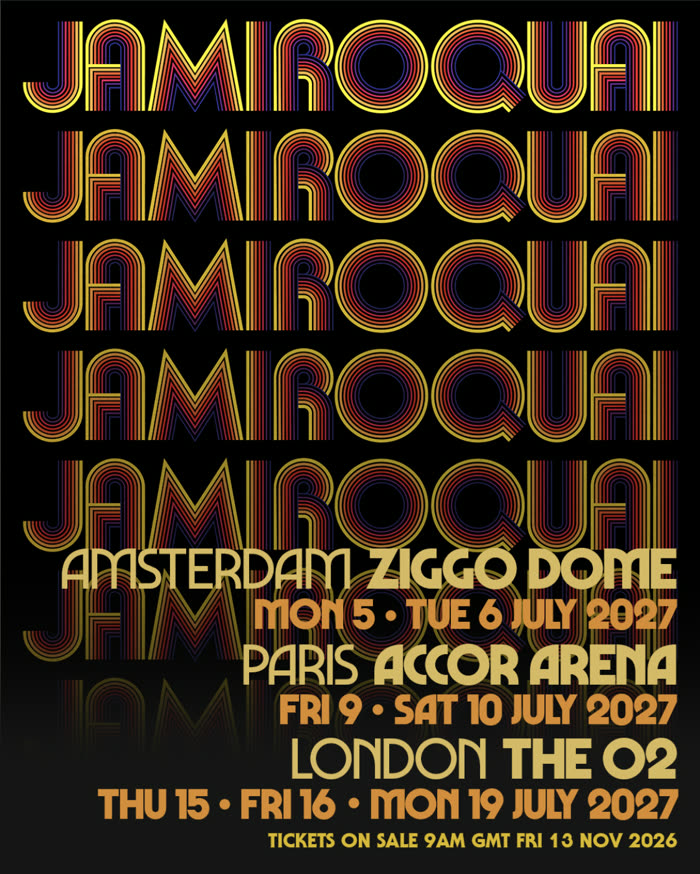 JAMIROQUAI
JAMIROQUAI
JAMIROQUAI
JAMIROQUAI
JAMIROQUAI
AMSTERDAM ZIGGO DOME
JAMIROQUAI
MON 5 • TUE 6 JULY 2027
PARIS ACCOR ARENA
JAMIROQUAI
FRI 9 • SAT 10 JULY 2027
LONDON THE O2
THU 15 • FRI 16 • MON 19 JULY 2027
TICKETS ON SALE 9AM GMT FRI 13 NOV 2026